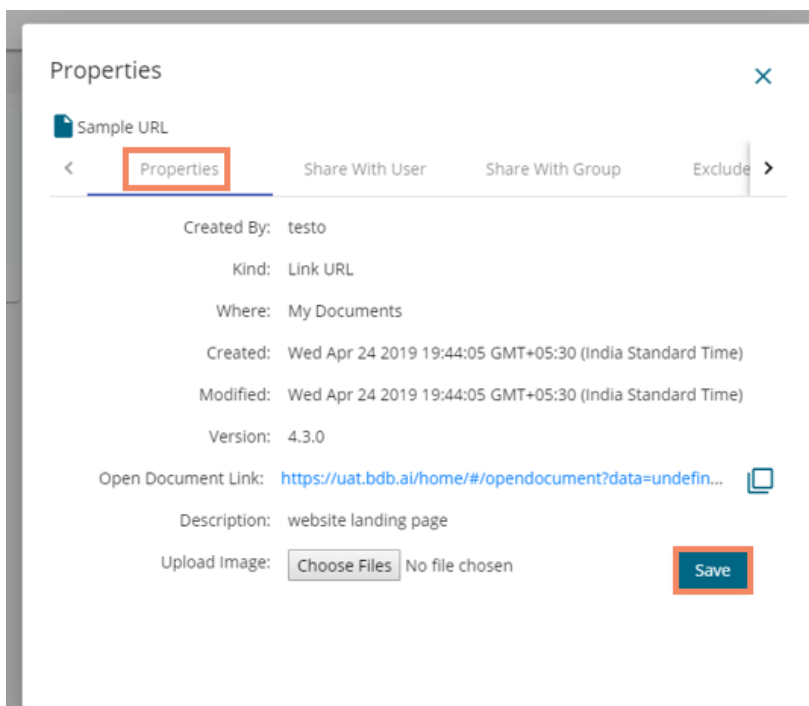 Properties
Sample URL
Properties Share With User Share With Group Exclude
Created By: testo
Kind: Link URL
Where: My Documents
Created: Wed Apr 24 2019 19:44:05 GMT+05:30 (India Standard Time)
Modified: Wed Apr 24 2019 19:44:05 GMT+05:30 (India Standard Time)
Version: 4.3.0
Open Document Link: https://uat.bdb.ai/home/#/opendocument?data=undefin...
Description: website landing page
Upload Image: Choose Files No file chosen Save